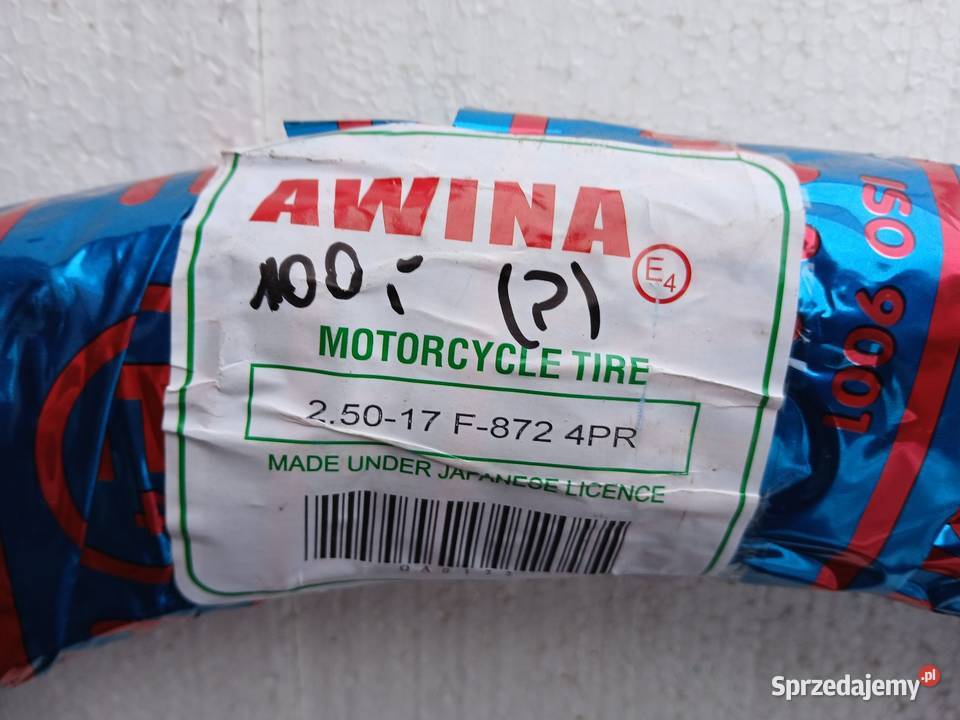 AWINA
E4
100 :
(?)
MOTORCYCLE TIRE
2.50-17 F-872 4PR
MADE UNDER JAPANESE LICENCE
ISO 9001
Sprzedajemy.pl